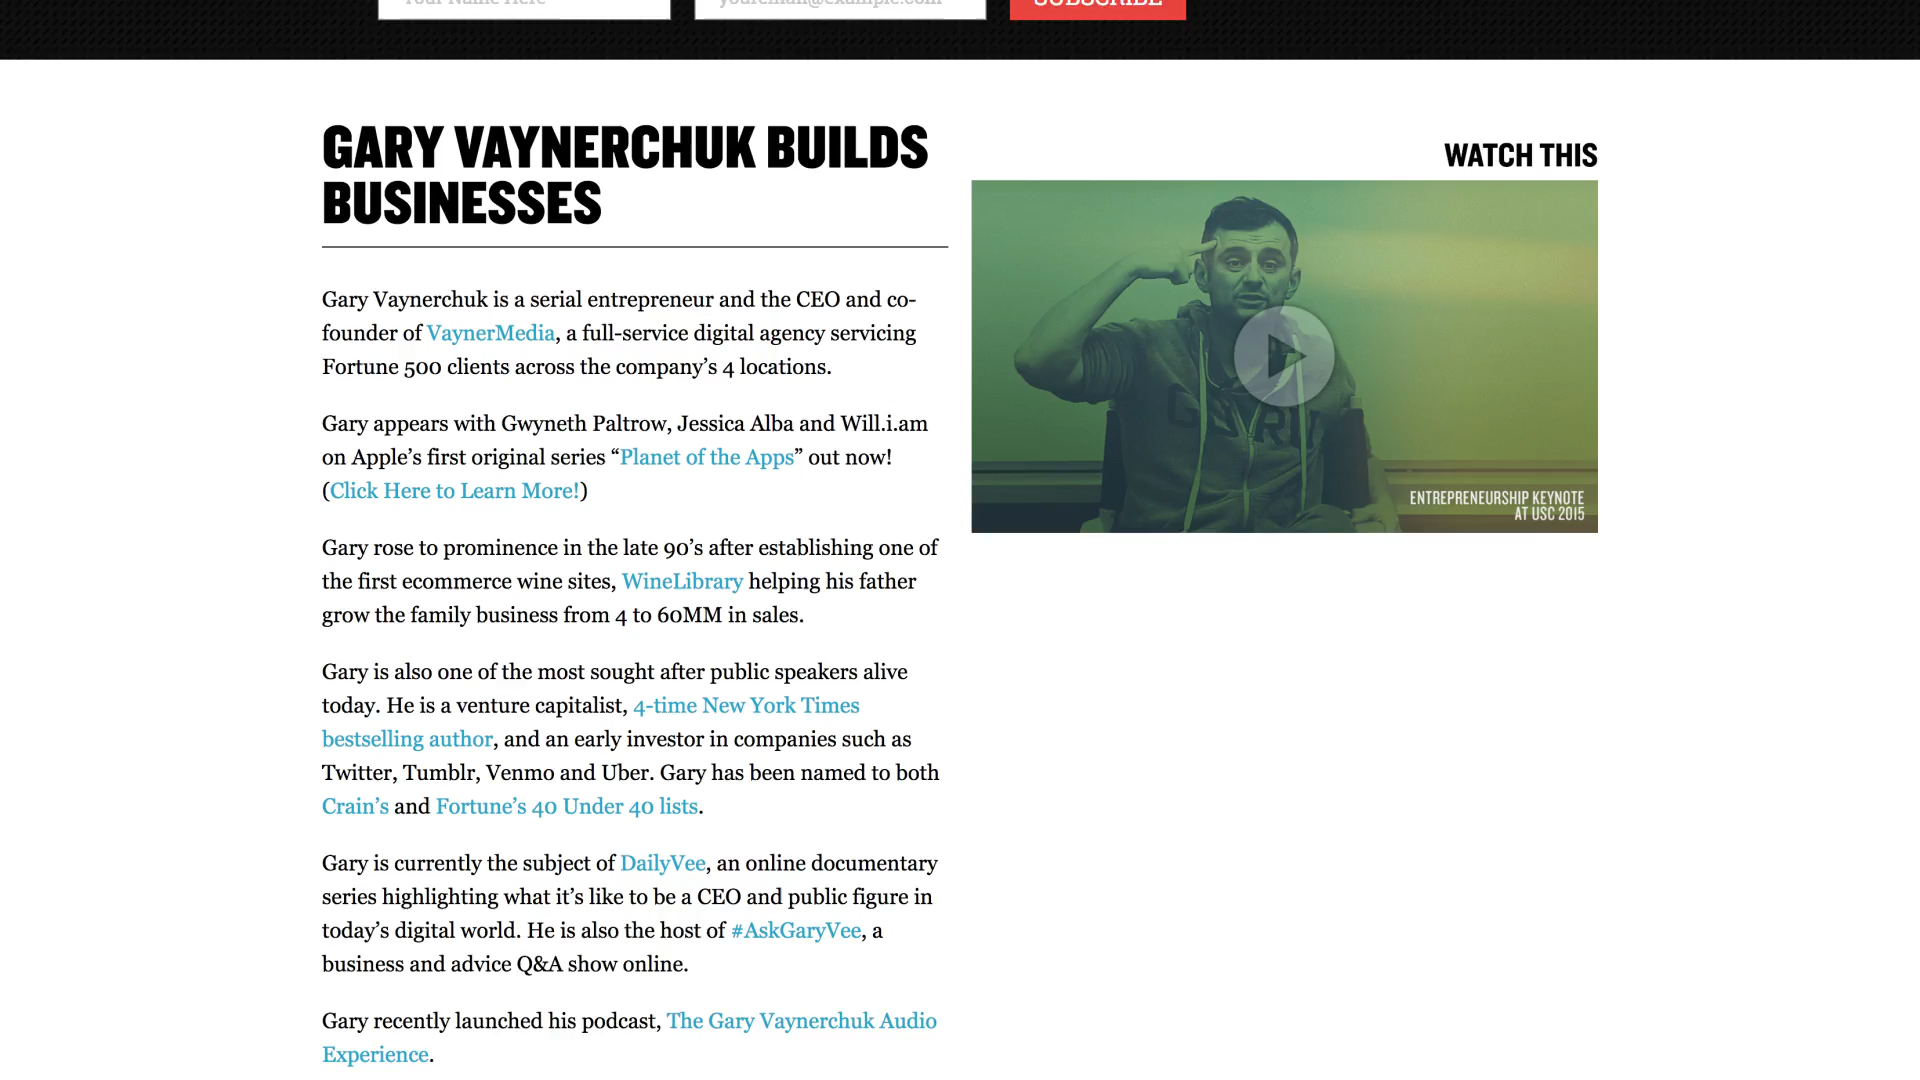 Your Name Here
youremail@example.com
SUBSCRIBE
GARY VAYNERCHUK BUILDS
BUSINESSES
Gary Vaynerchuk is a serial entrepreneur and the CEO and co-
founder of VaynerMedia, a full-service digital agency servicing
Fortune 500 clients across the company’s 4 locations.
Gary appears with Gwyneth Paltrow, Jessica Alba and Will.i.am
on Apple’s first original series “Planet of the Apps” out now!
(Click Here to Learn More!)
Gary rose to prominence in the late 90’s after establishing one of
the first ecommerce wine sites, WineLibrary helping his father
grow the family business from 4 to 60MM in sales.
Gary is also one of the most sought after public speakers alive
today. He is a venture capitalist, 4-time New York Times
bestselling author, and an early investor in companies such as
Twitter, Tumblr, Venmo and Uber. Gary has been named to both
Crain’s and Fortune’s 40 Under 40 lists.
Gary is currently the subject of DailyVee, an online documentary
series highlighting what it’s like to be a CEO and public figure in
today’s digital world. He is also the host of #AskGaryVee, a
business and advice Q&A show online.
Gary recently launched his podcast, The Gary Vaynerchuk Audio
Experience.
WATCH THIS
ENTREPRENEURSHIP KEYNOTE
AT USC 2015